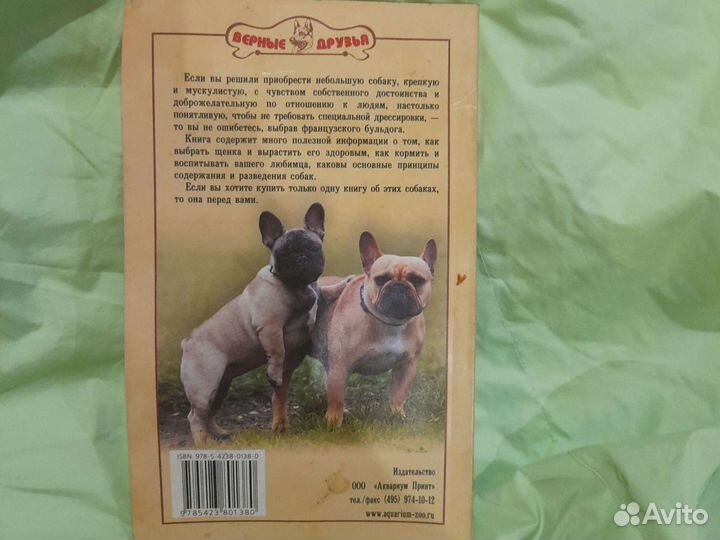 ВЕРНЫЕ ДРУЗЬЯ
Если вы решили приобрести небольшую собаку, крепкую
и мускулистую, с чувством собственного достоинства и
доброжелательную по отношению к людям, настолько
понятливую, чтобы не требовать специальной дрессировки, —
то вы не ошибетесь, выбрав французского бульдога.
Книга содержит много полезной информации о том, как
выбрать щенка и вырастить его здоровым, как кормить и
воспитывать вашего любимца, каковы основные принципы
содержания и разведения собак.
Если вы хотите купить только одну книгу об этих собаках,
то она перед вами.
ISBN 978-5-4238-0138-0
9785423801380
Издательство
ООО «Аквариум Принт»
тел./факс (495) 974-10-12
www.aquarium-zoo.ru
Avito